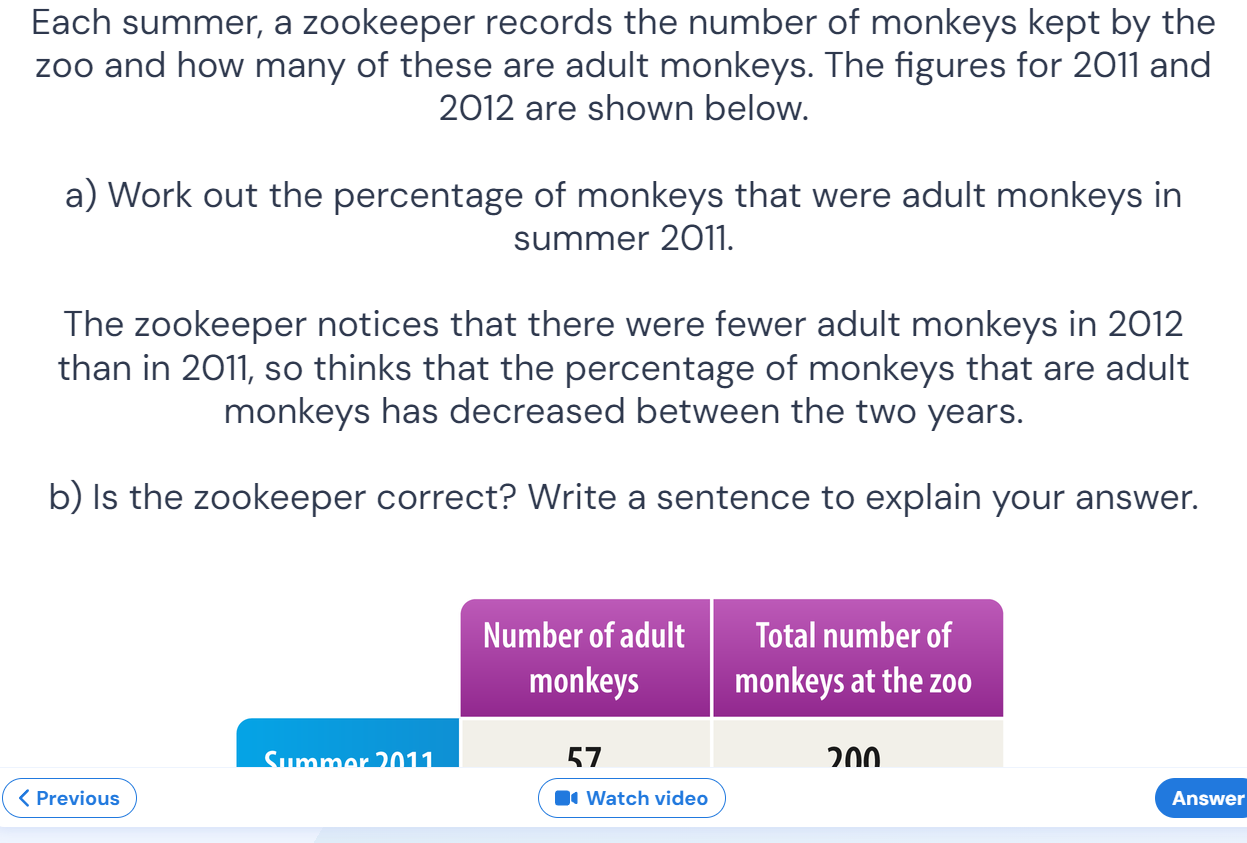 Each summer, a zookeeper records the number of monkeys kept by the
zoo and how many of these are adult monkeys. The figures for 2011 and
2012 are shown below.
a) Work out the percentage of monkeys that were adult monkeys in
summer 2011.
The zookeeper notices that there were fewer adult monkeys in 2012
than in 2011, so thinks that the percentage of monkeys that are adult
monkeys has decreased between the two years.
b) Is the zookeeper correct? Write a sentence to explain your answer.
Number of adult
monkeys
Total number of
monkeys at the zoo
Summer 2011
57
200
Previous
Watch video
Answer